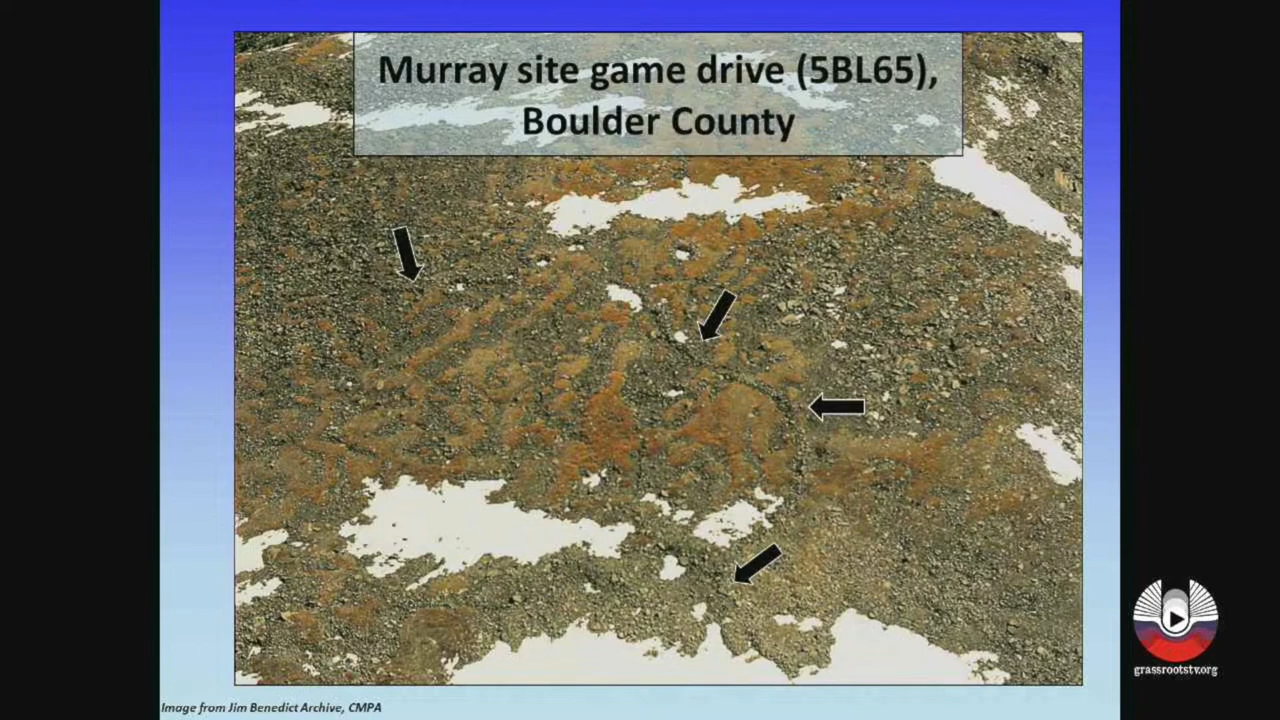 Murray site game drive (5BL65),
Boulder County
grassrootstv.org
Image from Jim Benedict Archive, CMPA